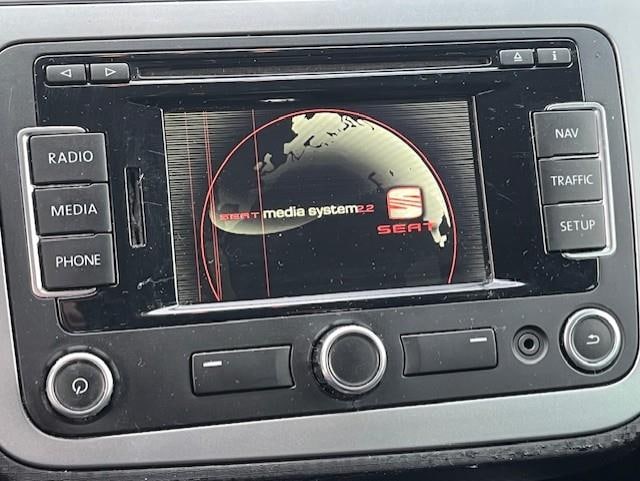 RADIO
MEDIA
PHONE
SEAT media system2.2
SEAT
NAV
TRAFFIC
SETUP
i